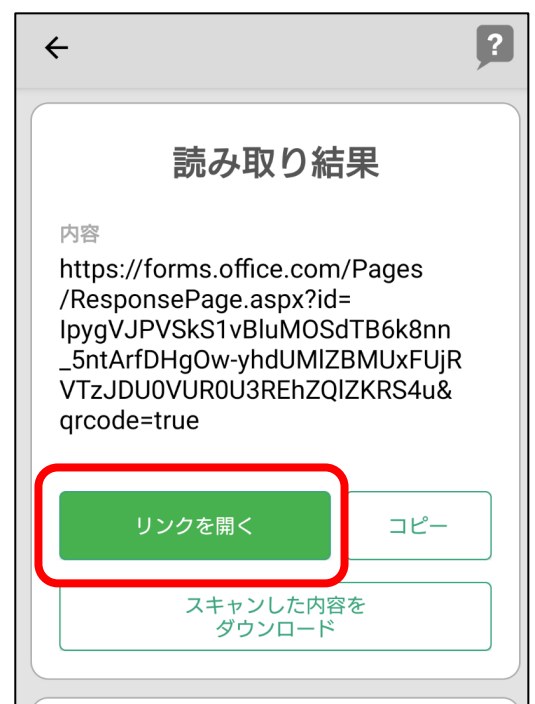 ?
読み取り結果
内容
https://forms.office.com/Pages
/ResponsePage.aspx?id=
IpygVJPVSkS1vBluMOSdTB6k8nn
_5ntArfDHgOw-yhdUMlZBMUxFUjR
VTzJDU0VUR0U3REhZQlZKRS4u&
qrcode=true
リンクを開く
コピー
スキャンした内容を
ダウンロード